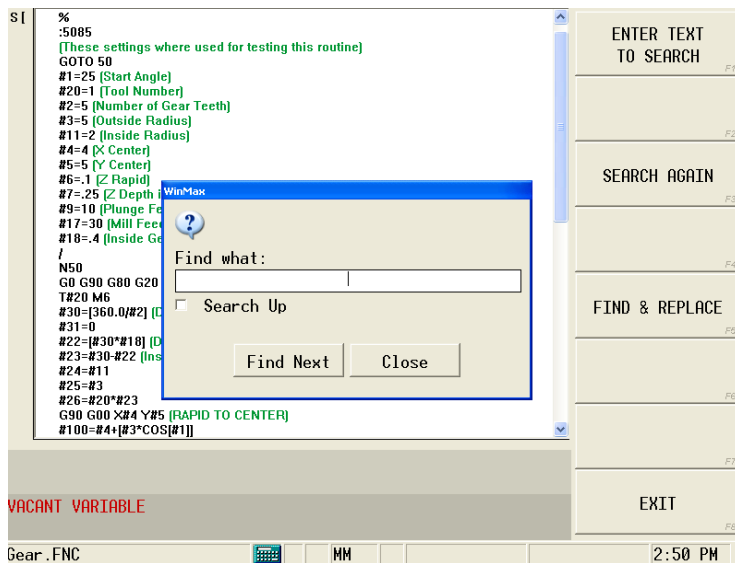 S[
%
:5085
(These settings where used for testing this routine)
GOTO 50
#1=25 (Start Angle)
#20=1 (Tool Number)
#2=5 (Number of Gear Teeth)
#3=5 (Outside Radius)
#11=2 (Inside Radius)
#4=4 (X Center)
#5=5 (Y Center)
#6=.1 (Z Rapid)
#7=.25 (Z Depth i
#9=10 (Plunge Fe
#17=30 (Mill Feed
#18=.4 (Inside Ge
/
N50
G0 G90 G80 G20
T#20 M6
#30=[360.0/#2] (D
#31=0
#22=[#30*#18] (D
#23=#30-#22 (Ins
#24=#11
#25=#3
#26=#20*#23
G90 G00 X#4 Y#5 (RAPID TO CENTER)
#100=#4+[#3*COS[#1]]
WinMax
?
Find what:
Search Up
Find Next
Close
ENTER TEXT
TO SEARCH
F1
F2
SEARCH AGAIN
F3
F4
FIND & REPLACE
F5
F6
F7
EXIT
F8
VACANT VARIABLE
Gear.FNC
MM
2:50 PM